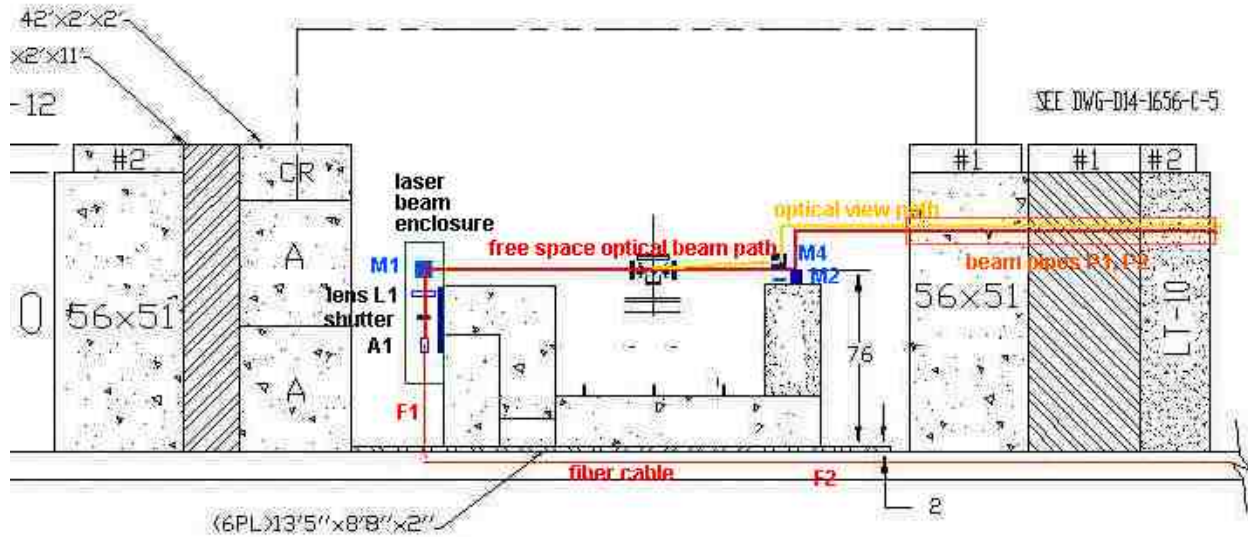 42'x2'x2'
x2'x11'
-12
SEE DWG-D14-1656-C-5
#2
CR
#1
#1
#2
laser
beam
enclosure
optical view path
free space optical beam path
M4
M1
M2
beam pipes P1, P2
A
lens L1
56x51
shutter
56x51
LT-10
A1
76
A
F1
fiber cable
F2
2
(6PL)13'5"x8'8"x2"